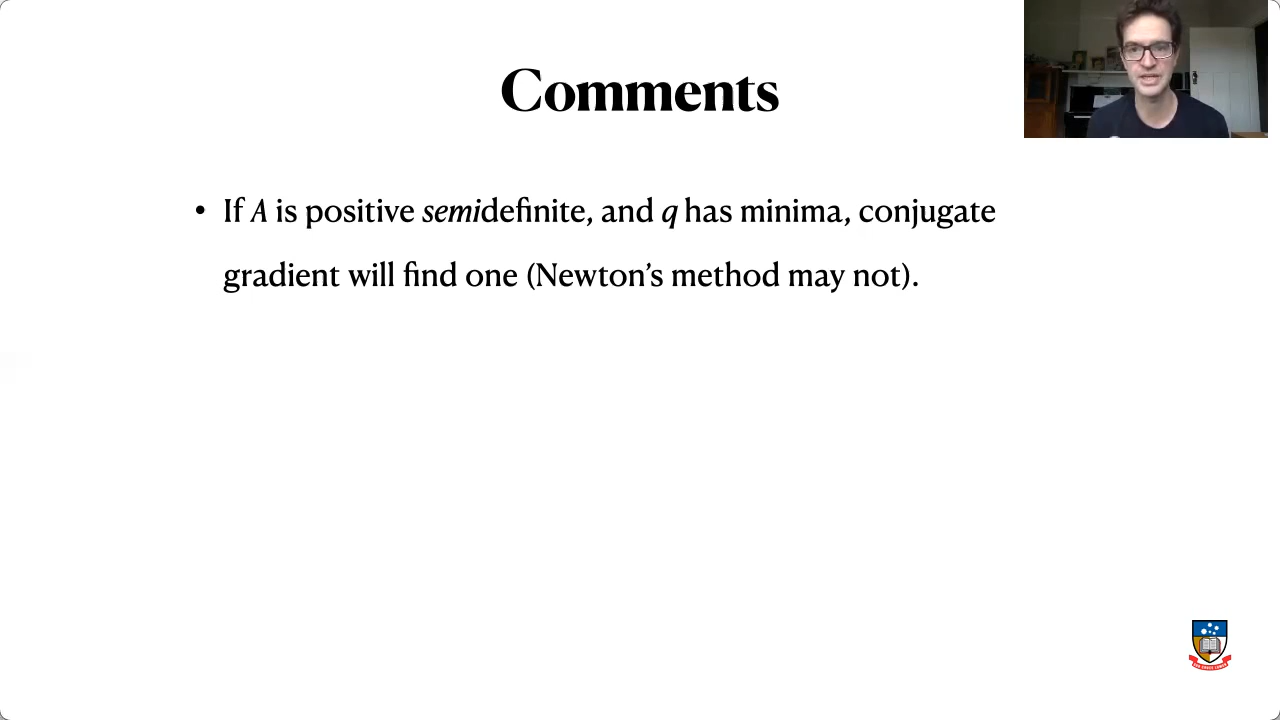 Comments
• If A is positive semidefinite, and q has minima, conjugate
gradient will find one (Newton’s method may not).